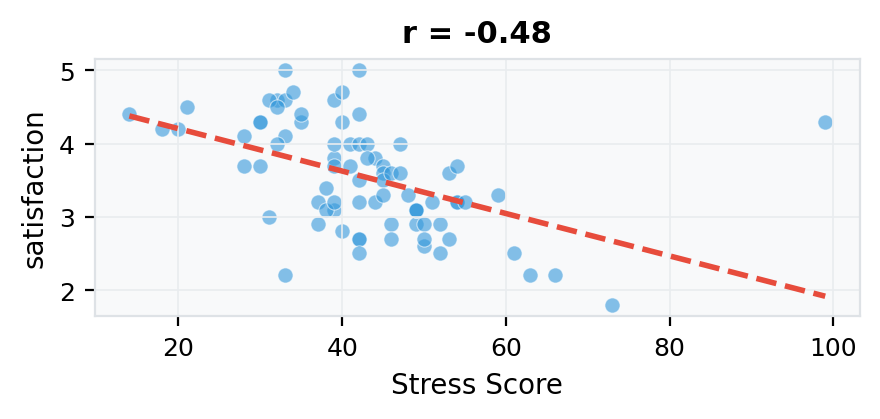 r = -0.48
5
4
3
2
satisfaction
20 40 60 80 100
Stress Score